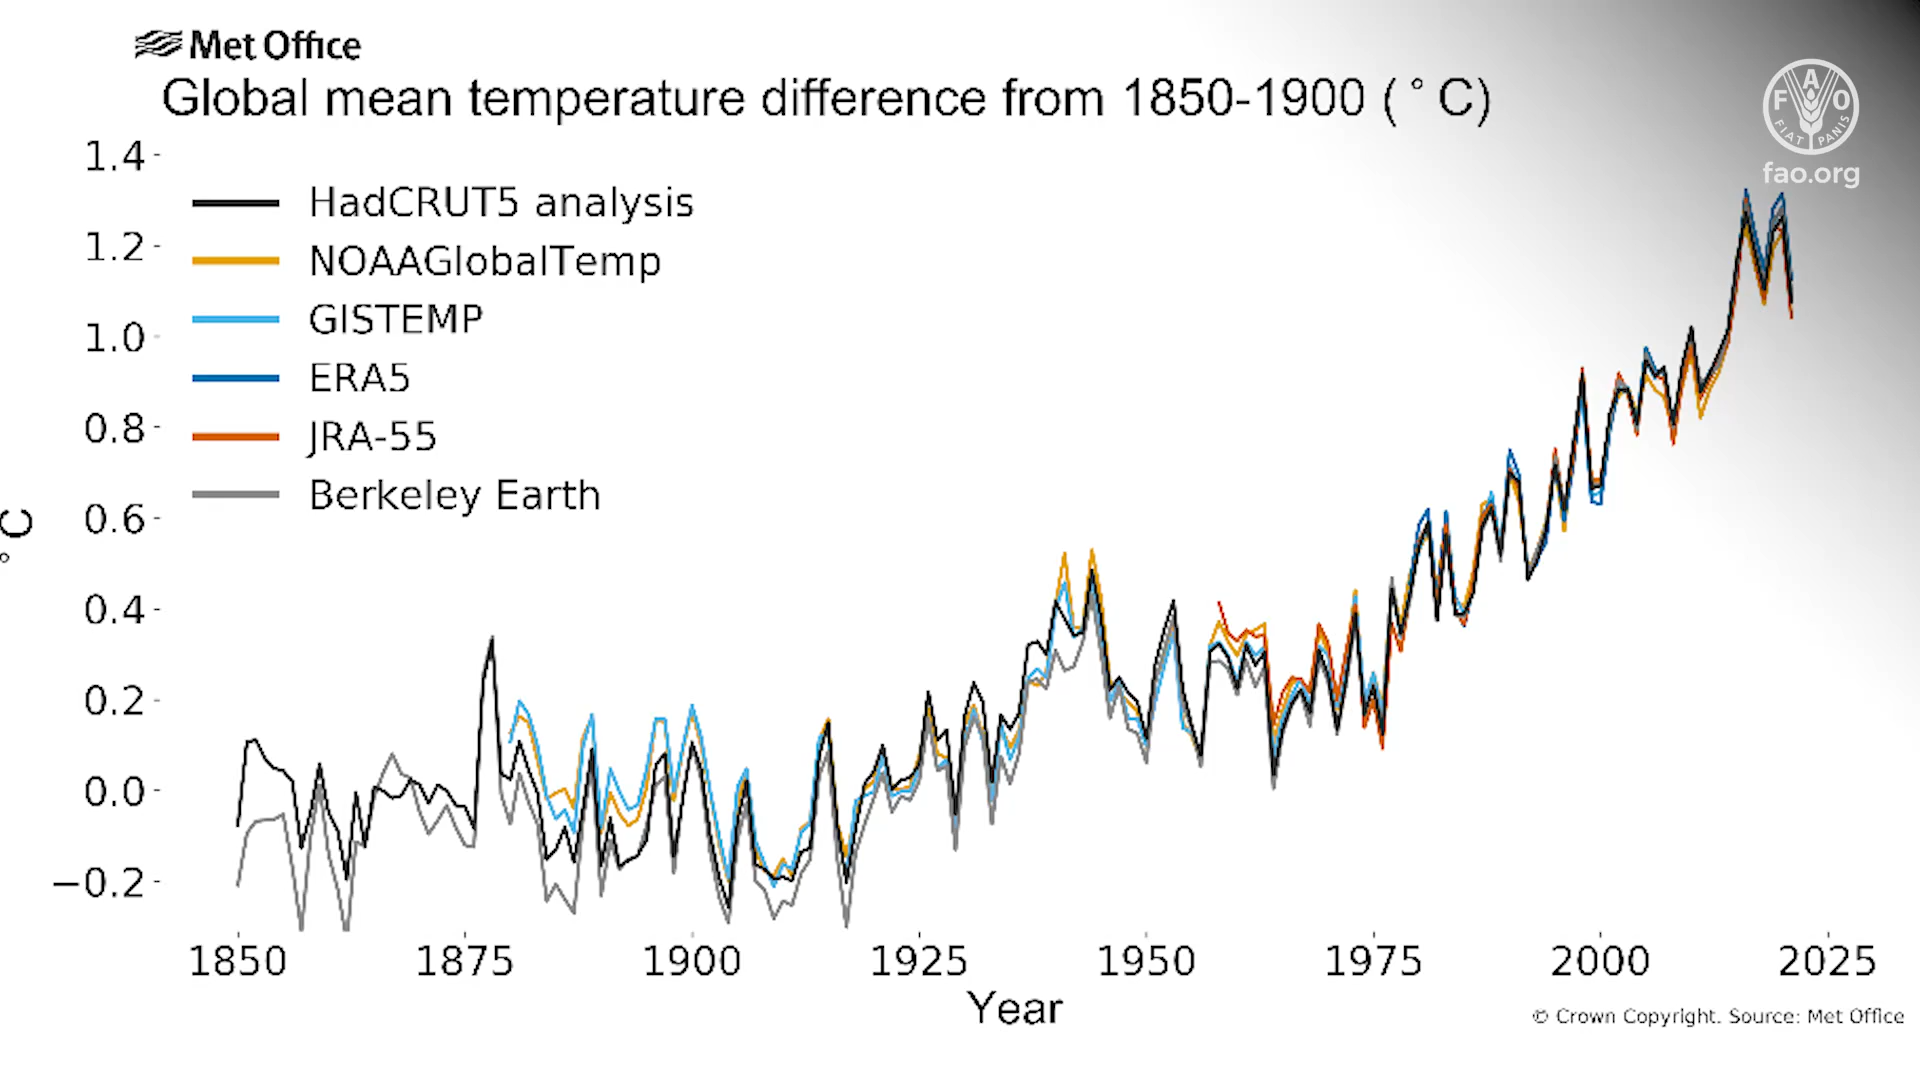 Met Office
Global mean temperature difference from 1850-1900 (°C)
F A O
FIAT PANIS
fao.org
1.4
1.2
1.0
0.8
0.6
0.4
0.2
0.0
−0.2
°C
HadCRUT5 analysis
NOAAGlobalTemp
GISTEMP
ERA5
JRA-55
Berkeley Earth
1850 1875 1900 1925 1950 1975 2000 2025
Year
© Crown Copyright. Source: Met Office